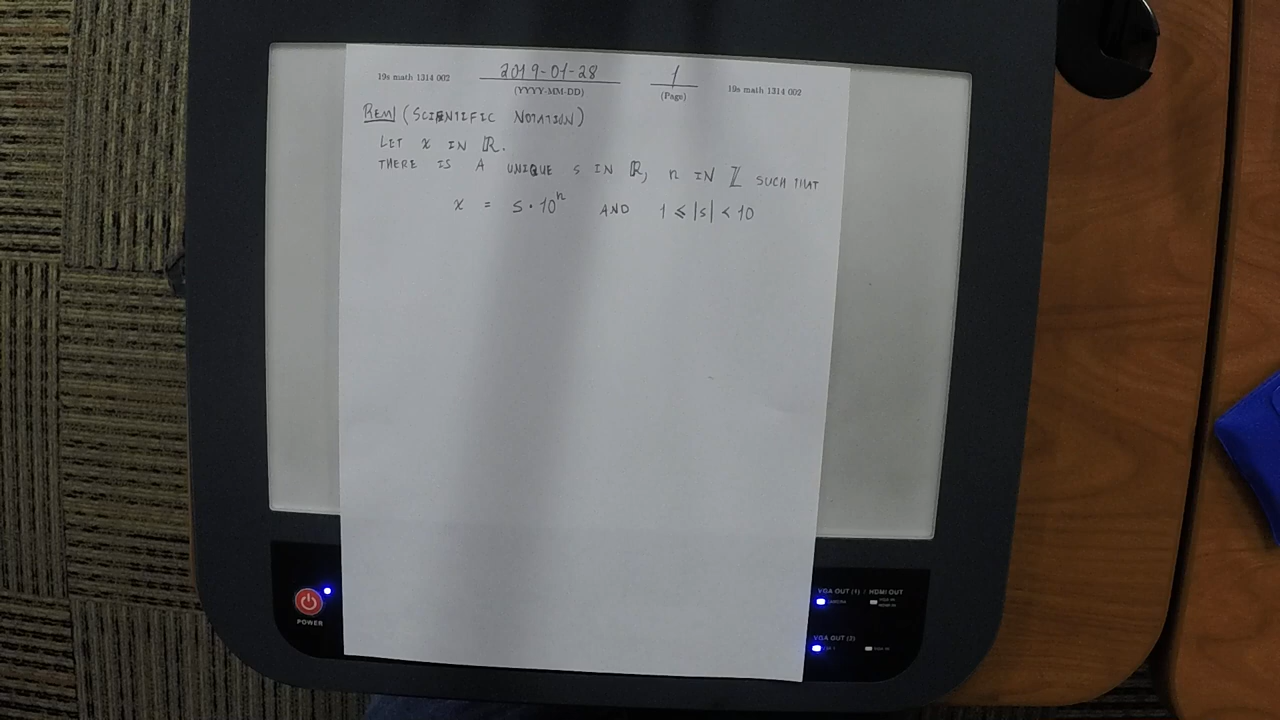 19s math 1314 002 2019-01-28 1 19s math 1314 002
(YYYY-MM-DD) (Page)
REM (SCIENTIFIC NOTATION)
LET x IN ℝ.
THERE IS A UNIQUE s IN ℝ, n IN ℤ SUCH THAT
x = s · 10ⁿ AND 1 ⩽ |s| < 10
VGA OUT (1) / HDMI OUT
POWER
VGA OUT (2)